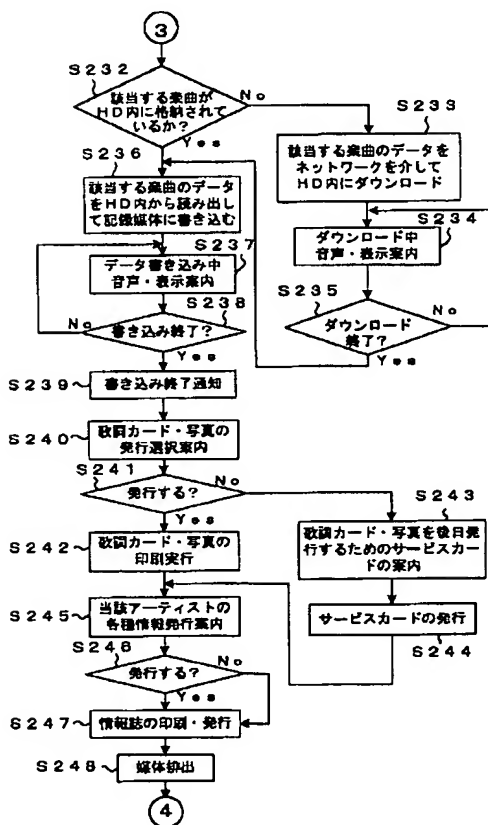 3
S232
該当する楽曲が
HD内に格納されて
いるか？
No
Yes
S233
該当する楽曲のデータを
ネットワークを介して
HD内にダウンロード
S234
ダウンロード中
音声・表示案内
S235
ダウンロード
終了？
No
Yes
S236
該当する楽曲のデータ
をHD内から読み出し
て記録媒体に書き込む
S237
データ書き込み中
音声・表示案内
S238
書き込み終了？
No
Yes
S239
書き込み終了通知
S240
歌詞カード・写真の
発行選択案内
S241
発行する？
No
Yes
S242
歌詞カード・写真の
印刷実行
S243
歌詞カード・写真を後日発
行するためのサービスカー
ドの案内
サービスカードの発行
S244
S245
当該アーティストの
各種情報発行案内
S246
発行する？
No
Yes
S247
情報誌の印刷・発行
S248
媒体排出
4